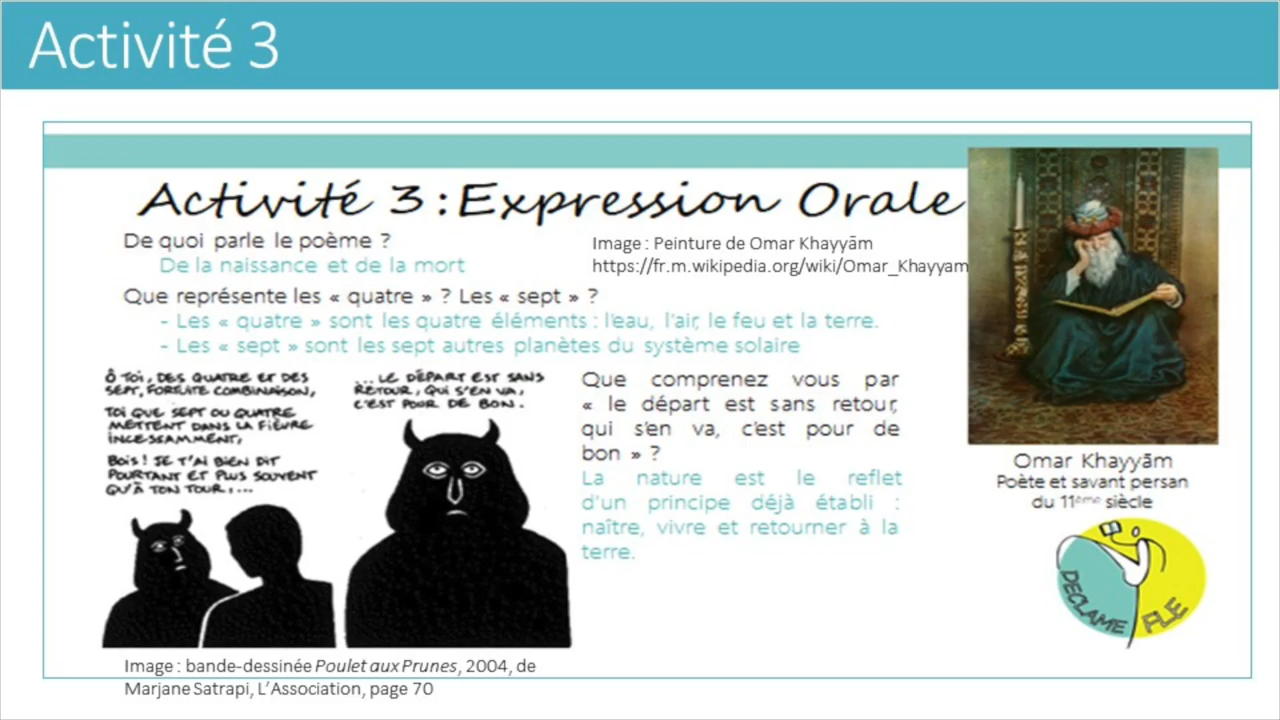 Activité 3
Activité 3 : Expression Orale
De quoi parle le poème ?
De la naissance et de la mort
Image : Peinture de Omar Khayyām
https://fr.m.wikipedia.org/wiki/Omar_Khayyam
Que représente les « quatre » ? Les « sept » ?
- Les « quatre » sont les quatre éléments : l'eau, l'air, le feu et la terre.
- Les « sept » sont les sept autres planètes du système solaire
Ô TOI, DES QUATRE ET DES
SEPT, FORTUITE COMBINAISON,
TOI QUE SEPT OU QUATRE
METTENT DANS LA FIÈVRE
INCESSAMMENT,
BOIS ! JE T'AI BIEN DIT
POURTANT ET PLUS SOUVENT
QU'À TON TOUR,...
... LE DÉPART EST SANS
RETOUR, QUI S'EN VA,
C'EST POUR DE BON.
Que comprenez vous par
« le départ est sans retour,
qui s'en va, c'est pour de
bon » ?
La nature est le reflet
d'un principe déjà établi :
naître, vivre et retourner à la
terre.
Omar Khayyām
Poète et savant persan
du 11ème siècle
DECLAME FLE
Image : bande-dessinée Poulet aux Prunes, 2004, de
Marjane Satrapi, L'Association, page 70